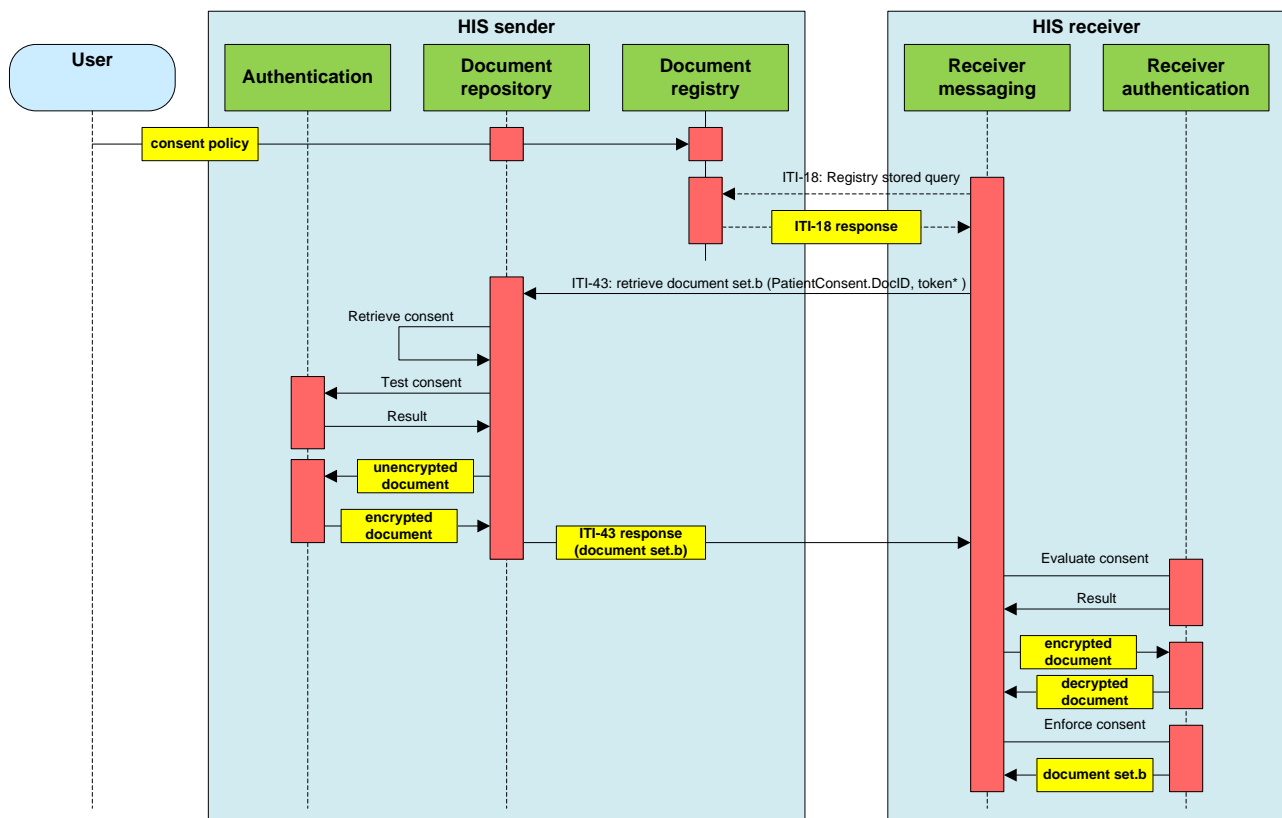 HIS sender
HIS receiver
User
Authentication
Document
repository
Document
registry
Receiver
messaging
Receiver
authentication
consent policy
ITI-18: Registry stored query
ITI-18 response
ITI-43: retrieve document set.b (PatientConsent.DocID, token* )
Retrieve consent
Test consent
Result
unencrypted
document
encrypted
document
ITI-43 response
(document set.b)
Evaluate consent
Result
encrypted
document
decrypted
document
Enforce consent
document set.b